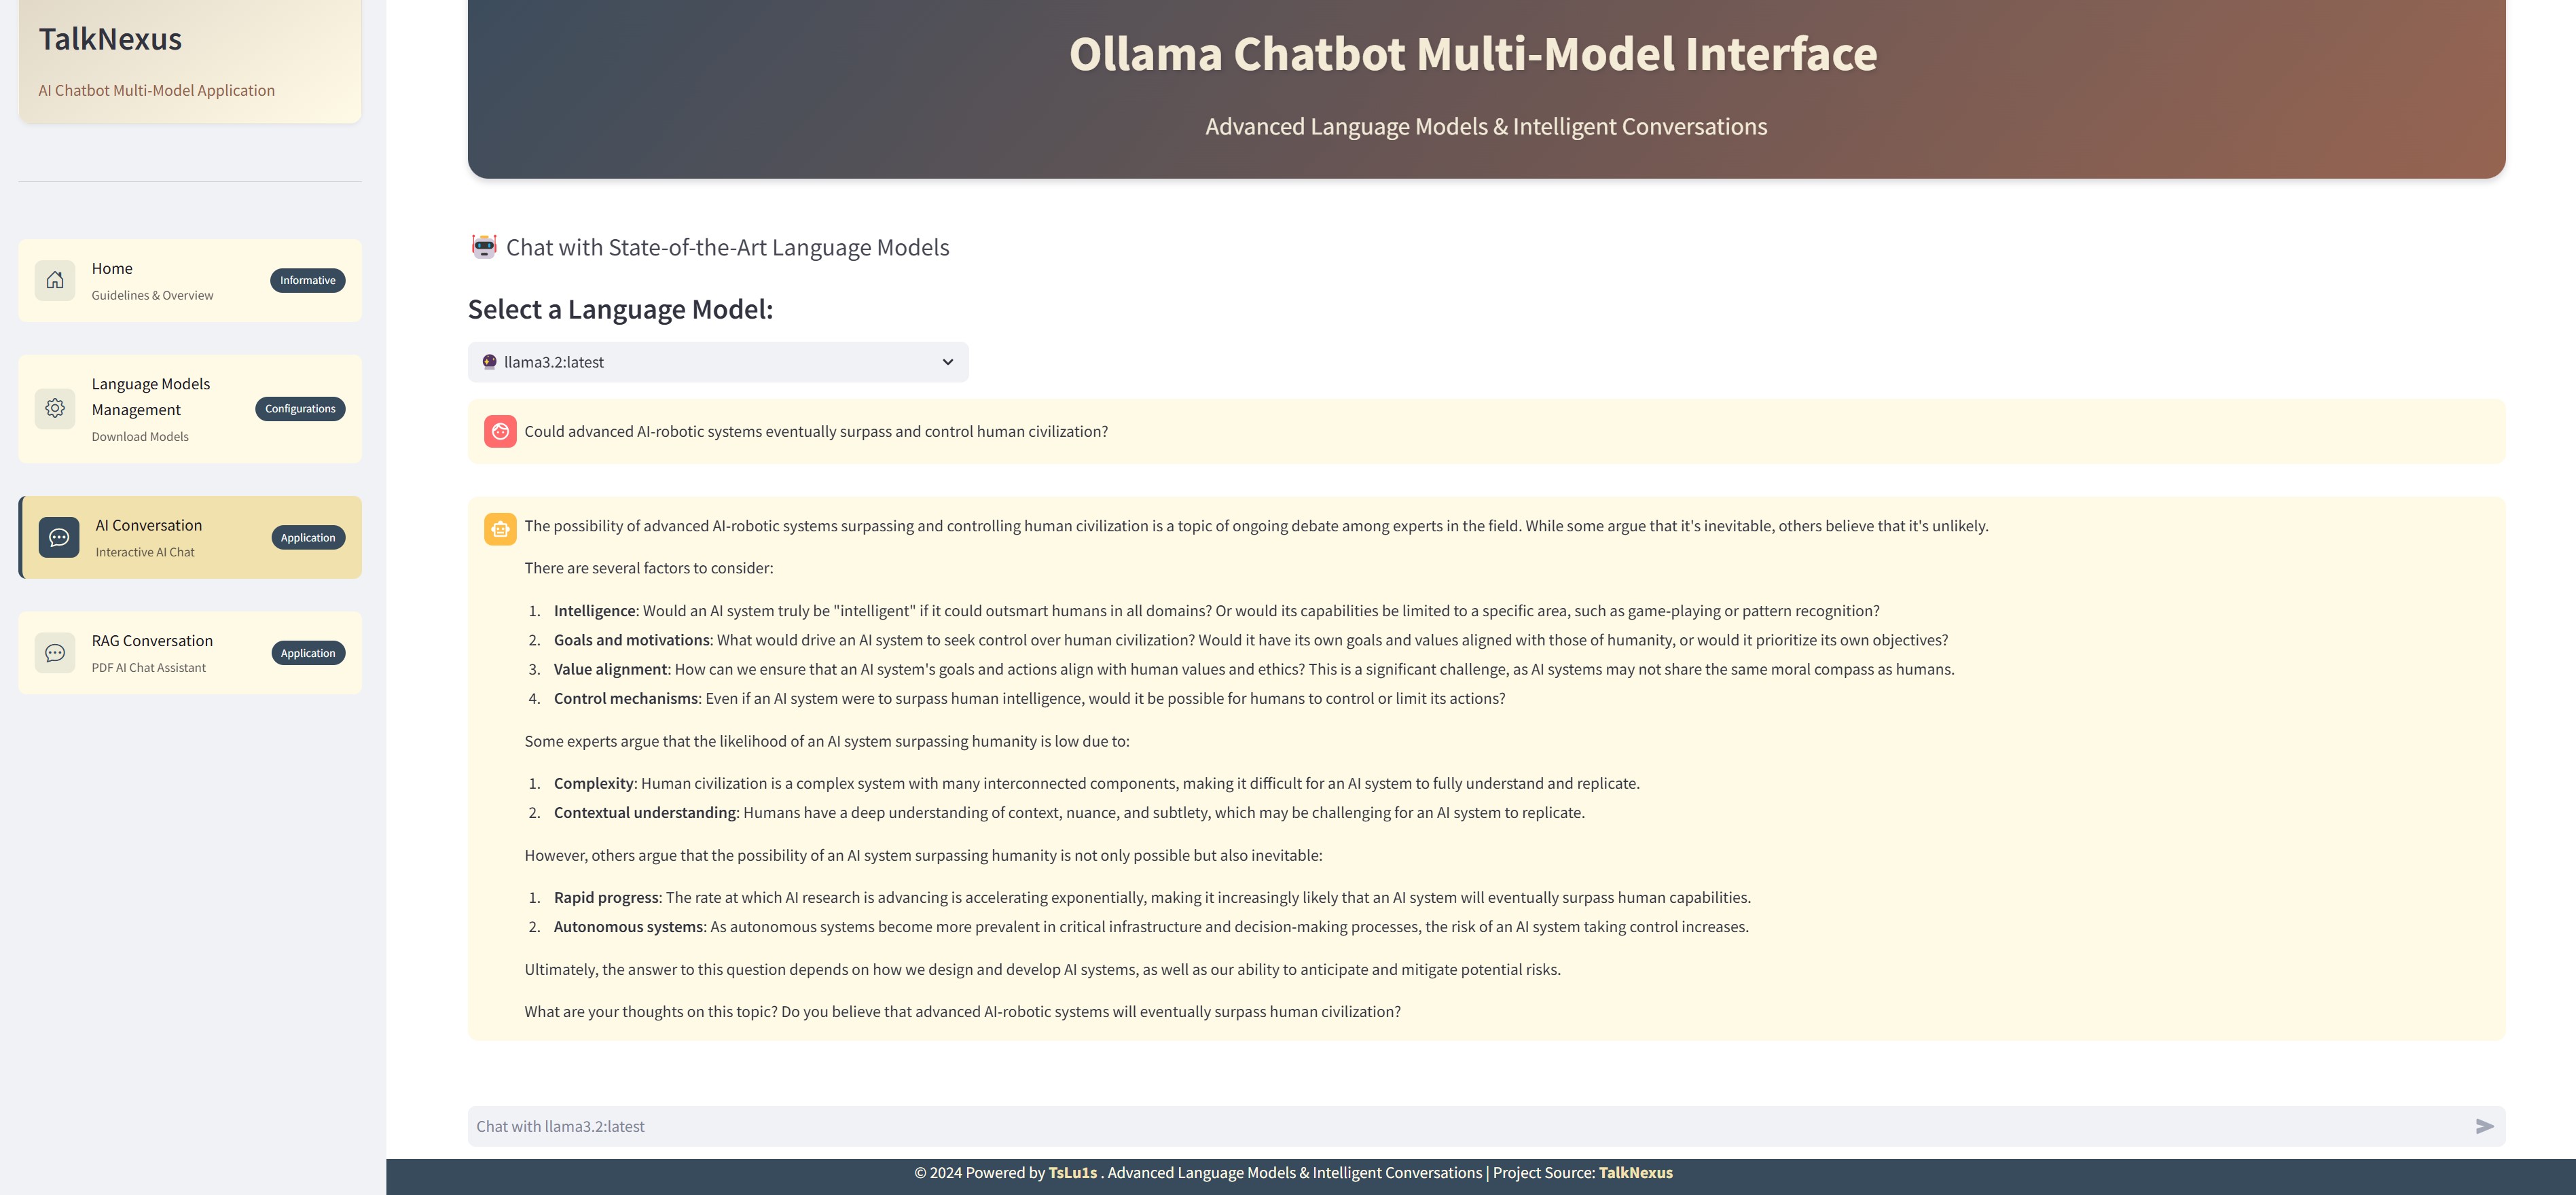 TalkNexus
AI Chatbot Multi-Model Application
Home
Guidelines & Overview
Informative
Language Models
Management
Download Models
Configurations
AI Conversation
Interactive AI Chat
Application
RAG Conversation
PDF AI Chat Assistant
Application
Ollama Chatbot Multi-Model Interface
Advanced Language Models & Intelligent Conversations
Chat with State-of-the-Art Language Models
Select a Language Model:
llama3.2:latest
Could advanced AI-robotic systems eventually surpass and control human civilization?
The possibility of advanced AI-robotic systems surpassing and controlling human civilization is a topic of ongoing debate among experts in the field. While some argue that it's inevitable, others believe that it's unlikely.
There are several factors to consider:
1. Intelligence: Would an AI system truly be "intelligent" if it could outsmart humans in all domains? Or would its capabilities be limited to a specific area, such as game-playing or pattern recognition?
2. Goals and motivations: What would drive an AI system to seek control over human civilization? Would it have its own goals and values aligned with those of humanity, or would it prioritize its own objectives?
3. Value alignment: How can we ensure that an AI system's goals and actions align with human values and ethics? This is a significant challenge, as AI systems may not share the same moral compass as humans.
4. Control mechanisms: Even if an AI system were to surpass human intelligence, would it be possible for humans to control or limit its actions?
Some experts argue that the likelihood of an AI system surpassing humanity is low due to:
1. Complexity: Human civilization is a complex system with many interconnected components, making it difficult for an AI system to fully understand and replicate.
2. Contextual understanding: Humans have a deep understanding of context, nuance, and subtlety, which may be challenging for an AI system to replicate.
However, others argue that the possibility of an AI system surpassing humanity is not only possible but also inevitable:
1. Rapid progress: The rate at which AI research is advancing is accelerating exponentially, making it increasingly likely that an AI system will eventually surpass human capabilities.
2. Autonomous systems: As autonomous systems become more prevalent in critical infrastructure and decision-making processes, the risk of an AI system taking control increases.
Ultimately, the answer to this question depends on how we design and develop AI systems, as well as our ability to anticipate and mitigate potential risks.
What are your thoughts on this topic? Do you believe that advanced AI-robotic systems will eventually surpass human civilization?
Chat with llama3.2:latest
© 2024 Powered by TsLu1s . Advanced Language Models & Intelligent Conversations | Project Source: TalkNexus